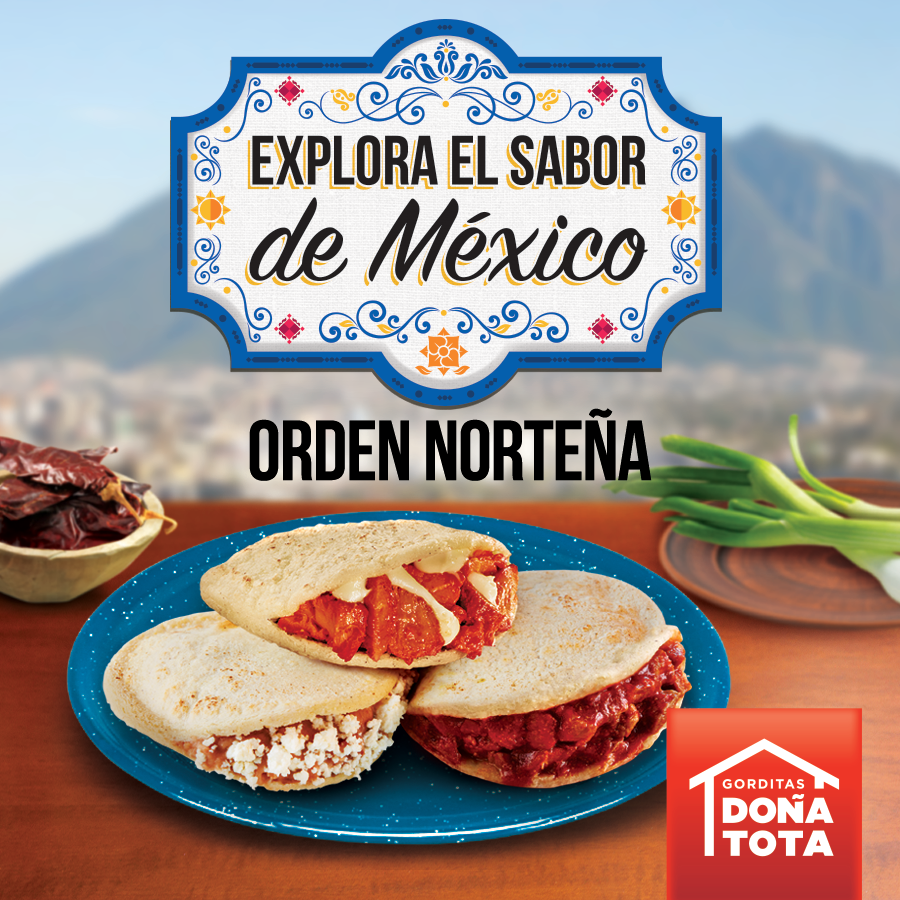 EXPLORA EL SABOR
de México
ORDEN NORTEÑA
GORDITAS
DOÑA
TOTA